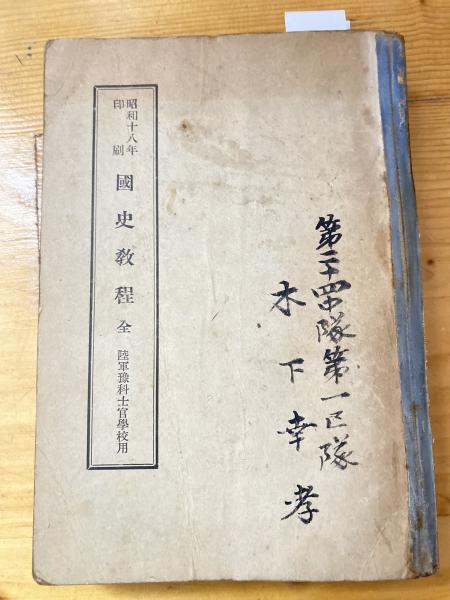 第二十四中隊第一区隊
木下幸孝
昭和十八年
印刷
國史敎程 全 陸軍豫科士官學校用